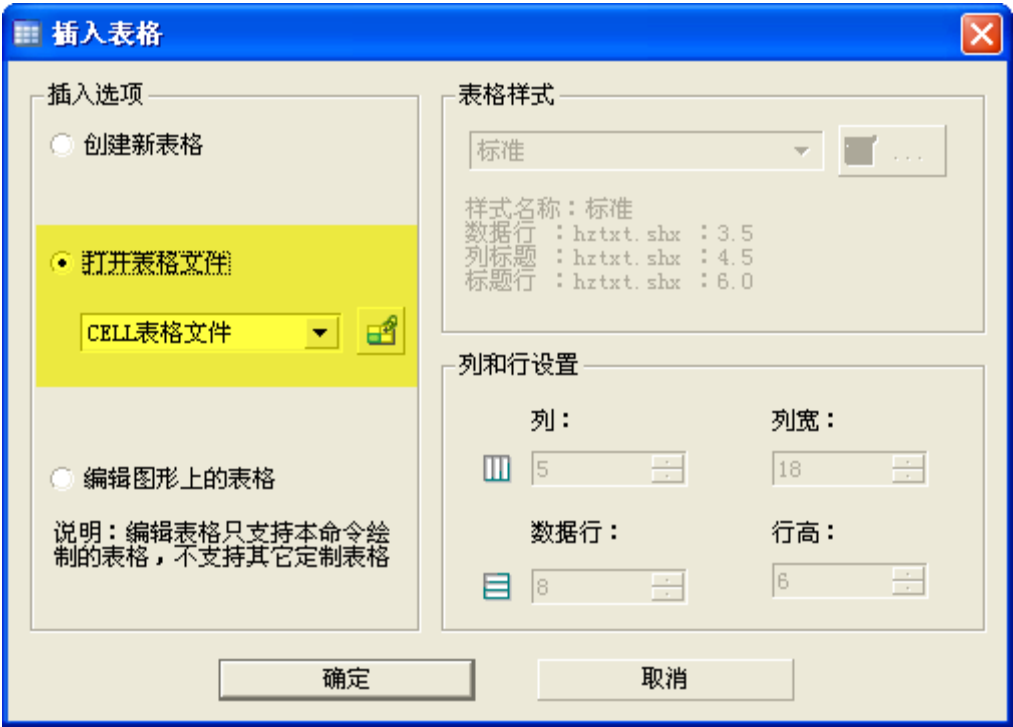 插入表格
插入选项
创建新表格
打开表格文件
CELL表格文件
编辑图形上的表格
说明：编辑表格只支持本命令绘
制的表格，不支持其它定制表格
表格样式
标准
...
样式名称：标准
数据行 ：hztxt.shx ：3.5
列标题 ：hztxt.shx ：4.5
标题行 ：hztxt.shx ：6.0
列和行设置
列： 列宽：
5 18
数据行： 行高：
8 6
确定 取消